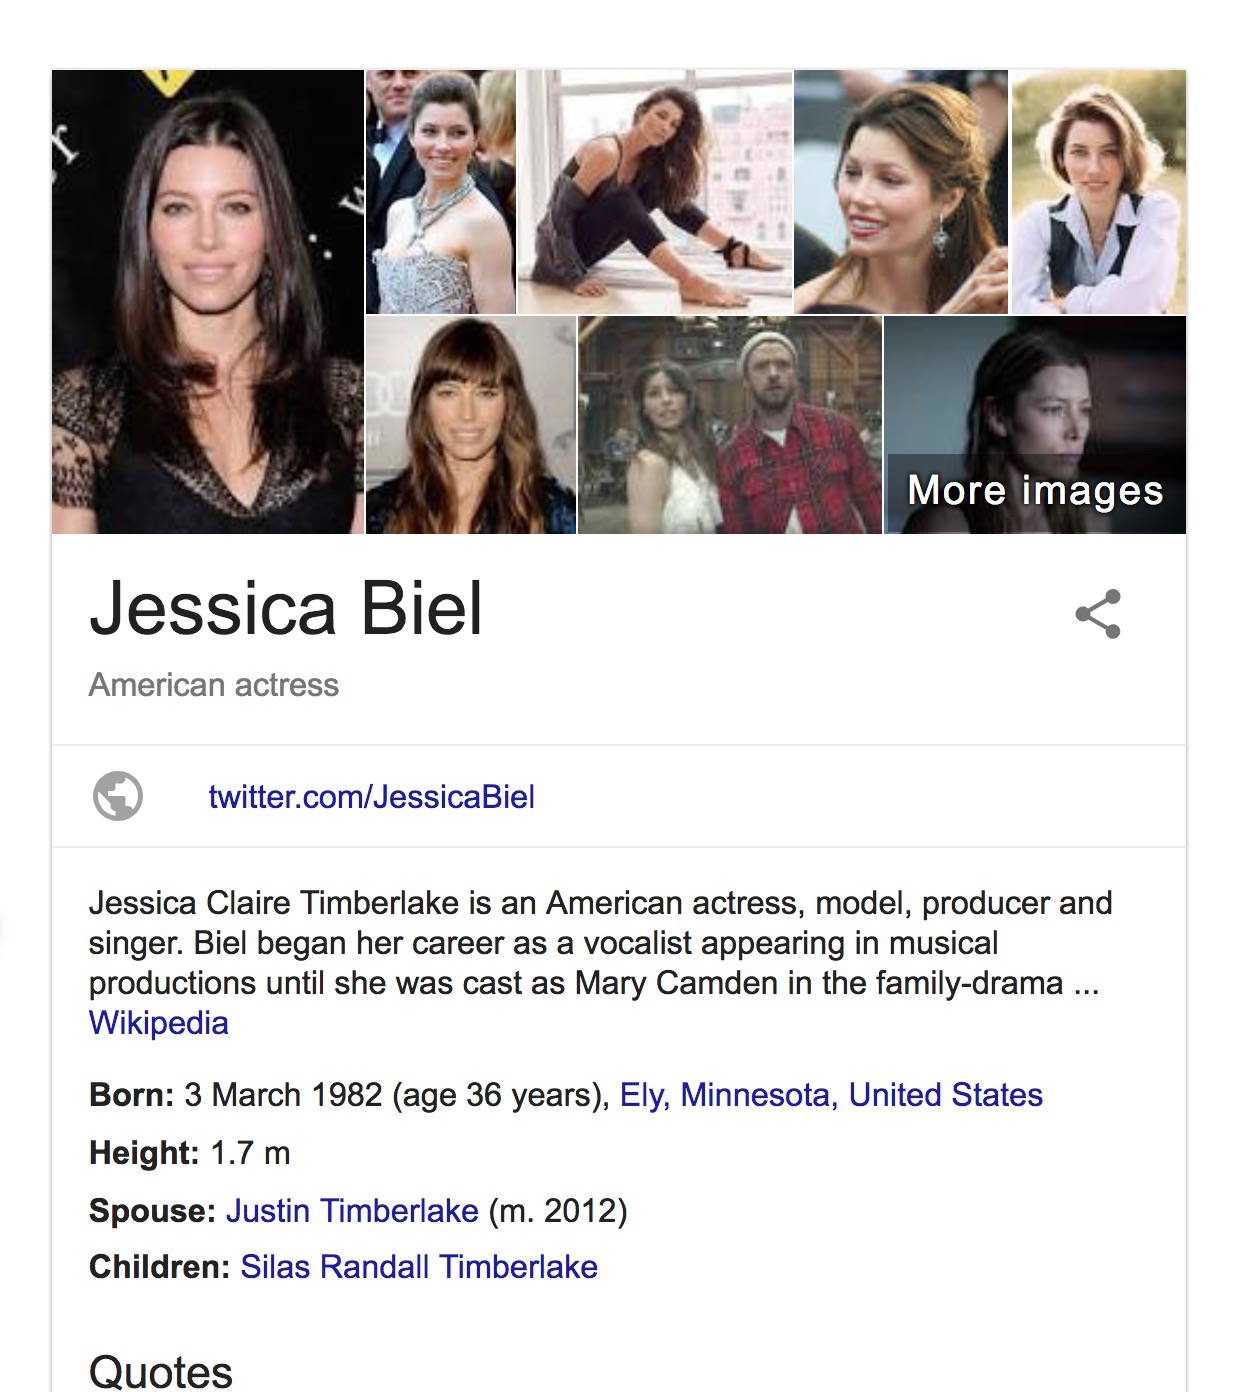 More images
Jessica Biel
American actress
twitter.com/JessicaBiel
Jessica Claire Timberlake is an American actress, model, producer and
singer. Biel began her career as a vocalist appearing in musical
productions until she was cast as Mary Camden in the family-drama ...
Wikipedia
Born: 3 March 1982 (age 36 years), Ely, Minnesota, United States
Height: 1.7 m
Spouse: Justin Timberlake (m. 2012)
Children: Silas Randall Timberlake
Quotes